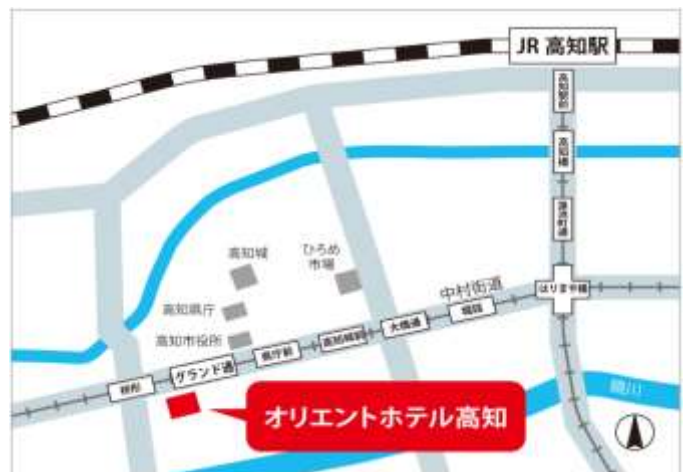 JR 高知駅
高知駅前
高知橋
蓮池町通
はりまや橋
高知城
ひろめ
市場
中村街道
高知県庁
高知市役所
堀詰
大橋通
高知城前
県庁前
グランド通
枡形
オリエントホテル高知
鏡川